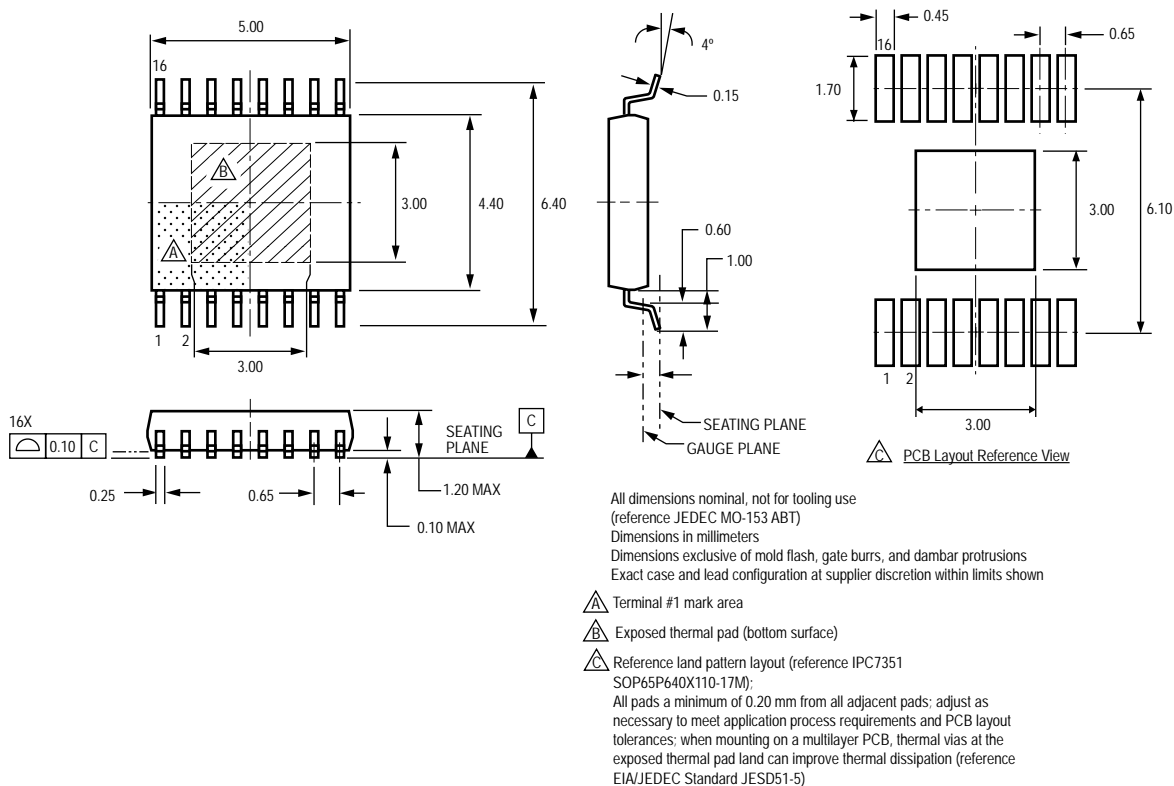 5.00
16
B
A
3.00
4.40
6.40
1
2
3.00
4º
0.15
0.60
1.00
SEATING PLANE
GAUGE PLANE
0.45
0.65
16
1.70
3.00
6.10
1
2
3.00
C PCB Layout Reference View
16X
0.10 C
SEATING
PLANE
C
0.25
0.65
1.20 MAX
0.10 MAX
All dimensions nominal, not for tooling use
(reference JEDEC MO-153 ABT)
Dimensions in millimeters
Dimensions exclusive of mold flash, gate burrs, and dambar protrusions
Exact case and lead configuration at supplier discretion within limits shown
A Terminal #1 mark area
B Exposed thermal pad (bottom surface)
C Reference land pattern layout (reference IPC7351
SOP65P640X110-17M);
All pads a minimum of 0.20 mm from all adjacent pads; adjust as
necessary to meet application process requirements and PCB layout
tolerances; when mounting on a multilayer PCB, thermal vias at the
exposed thermal pad land can improve thermal dissipation (reference
EIA/JEDEC Standard JESD51-5)